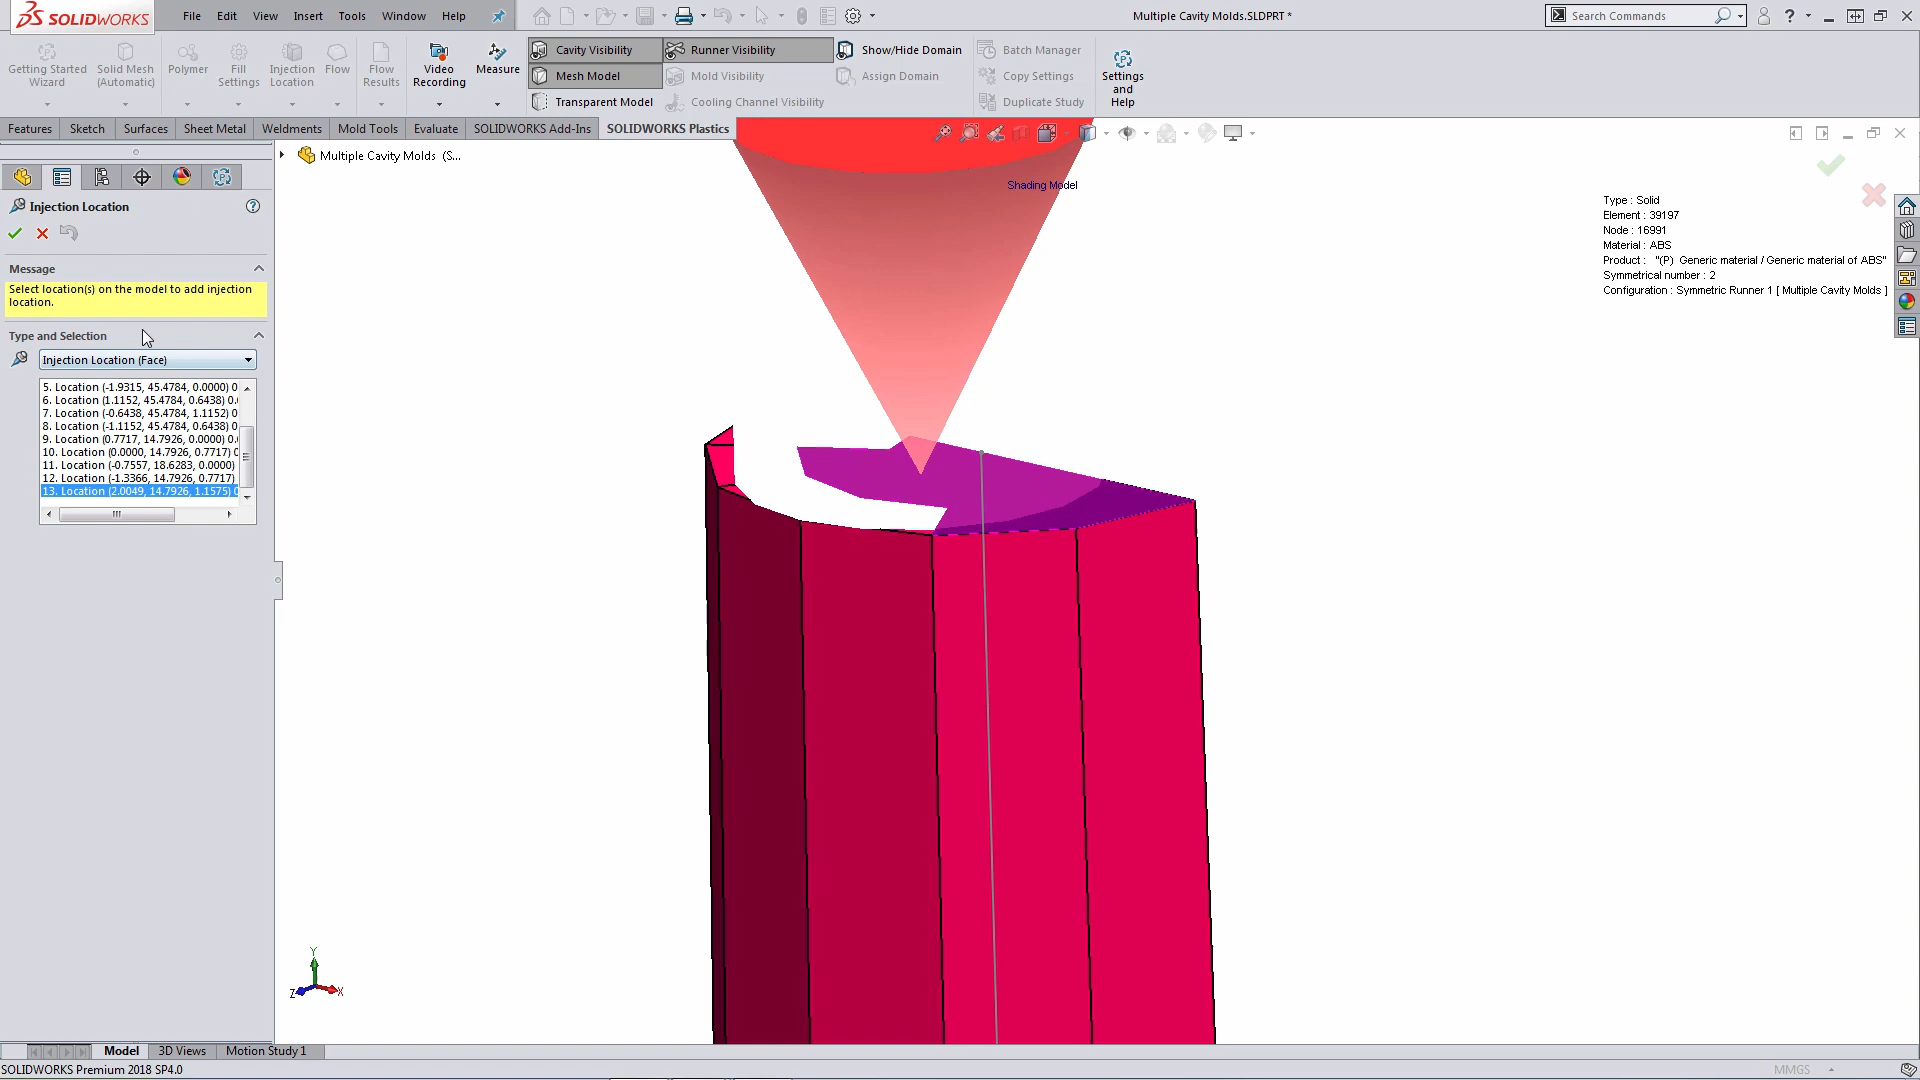 SOLIDWORKS
File Edit View Insert Tools Window Help
Multiple Cavity Molds.SLDPRT *
Search Commands
Getting Started Wizard
Solid Mesh (Automatic)
Polymer
Fill Settings
Injection Location
Flow
Flow Results
Video Recording
Measure
Cavity Visibility
Runner Visibility
Show/Hide Domain
Batch Manager
Mesh Model
Mold Visibility
Assign Domain
Copy Settings
Transparent Model
Cooling Channel Visibility
Duplicate Study
Settings and Help
Features Sketch Surfaces Sheet Metal Weldments Mold Tools Evaluate SOLIDWORKS Add-Ins SOLIDWORKS Plastics
Multiple Cavity Molds (S...
Shading Model
Injection Location
Message
Select location(s) on the model to add injection
location.
Type and Selection
Injection Location (Face)
5. Location (-1.9315, 45.4784, 0.0000) 0
6. Location (1.1152, 45.4784, 0.6438) 0.
7. Location (-0.6438, 45.4784, 1.1152) 0
8. Location (-1.1152, 45.4784, 0.6438) 0
9. Location (0.7717, 14.7926, 0.0000) 0.
10. Location (0.0000, 14.7926, 0.7717) 0
11. Location (-0.7557, 18.6283, 0.0000)
12. Location (-1.3366, 14.7926, 0.7717)
13. Location (2.0049, 14.7926, 1.1575) 0
Type : Solid
Element : 39197
Node : 16991
Material : ABS
Product : "(P) Generic material / Generic material of ABS"
Symmetrical number : 2
Configuration : Symmetric Runner 1 [ Multiple Cavity Molds ]
Y
Z X
Model 3D Views Motion Study 1
SOLIDWORKS Premium 2018 SP4.0
MMGS